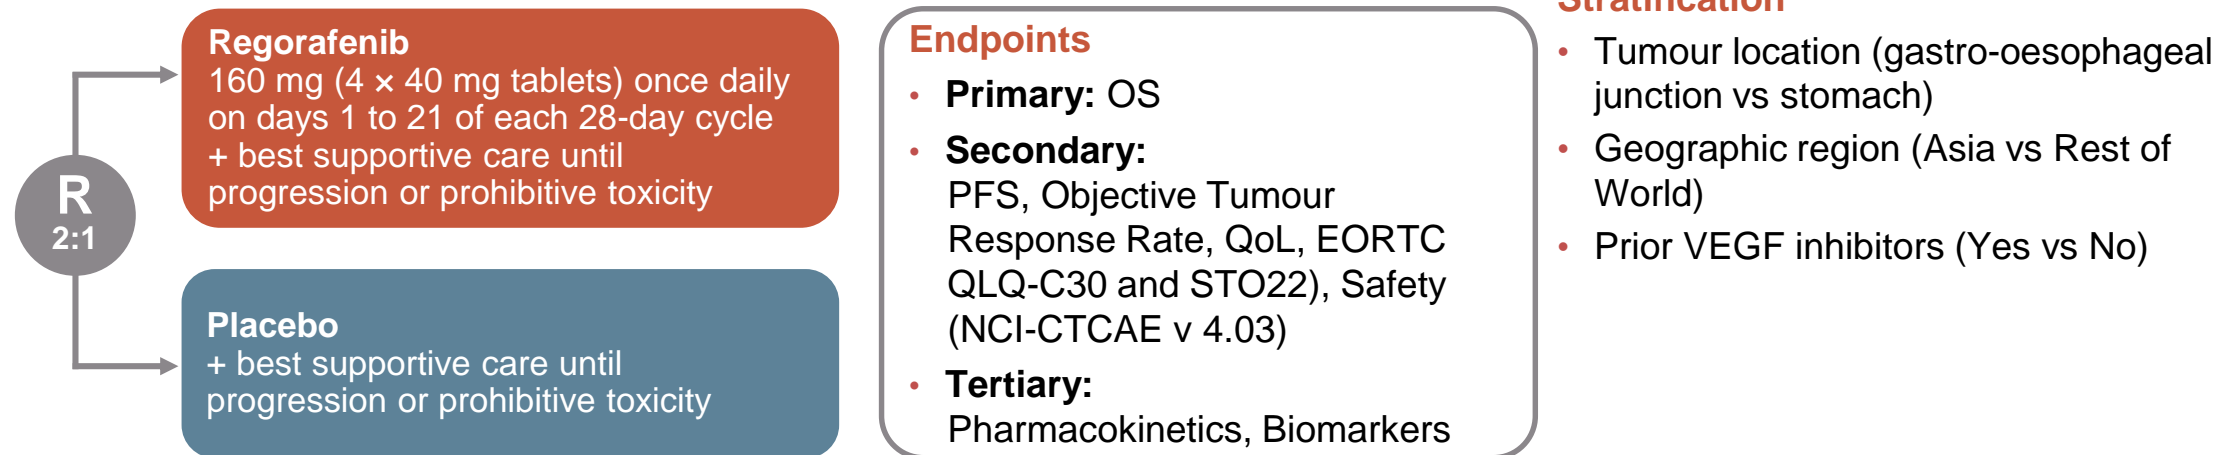 R
2:1
Regorafenib
160 mg (4 × 40 mg tablets) once daily
on days 1 to 21 of each 28-day cycle
+ best supportive care until
progression or prohibitive toxicity
Placebo
+ best supportive care until
progression or prohibitive toxicity
Endpoints
• Primary: OS
• Secondary:
PFS, Objective Tumour
Response Rate, QoL, EORTC
QLQ-C30 and STO22), Safety
(NCI-CTCAE v 4.03)
• Tertiary:
Pharmacokinetics, Biomarkers
Stratification
• Tumour location (gastro-oesophageal
junction vs stomach)
• Geographic region (Asia vs Rest of
World)
• Prior VEGF inhibitors (Yes vs No)